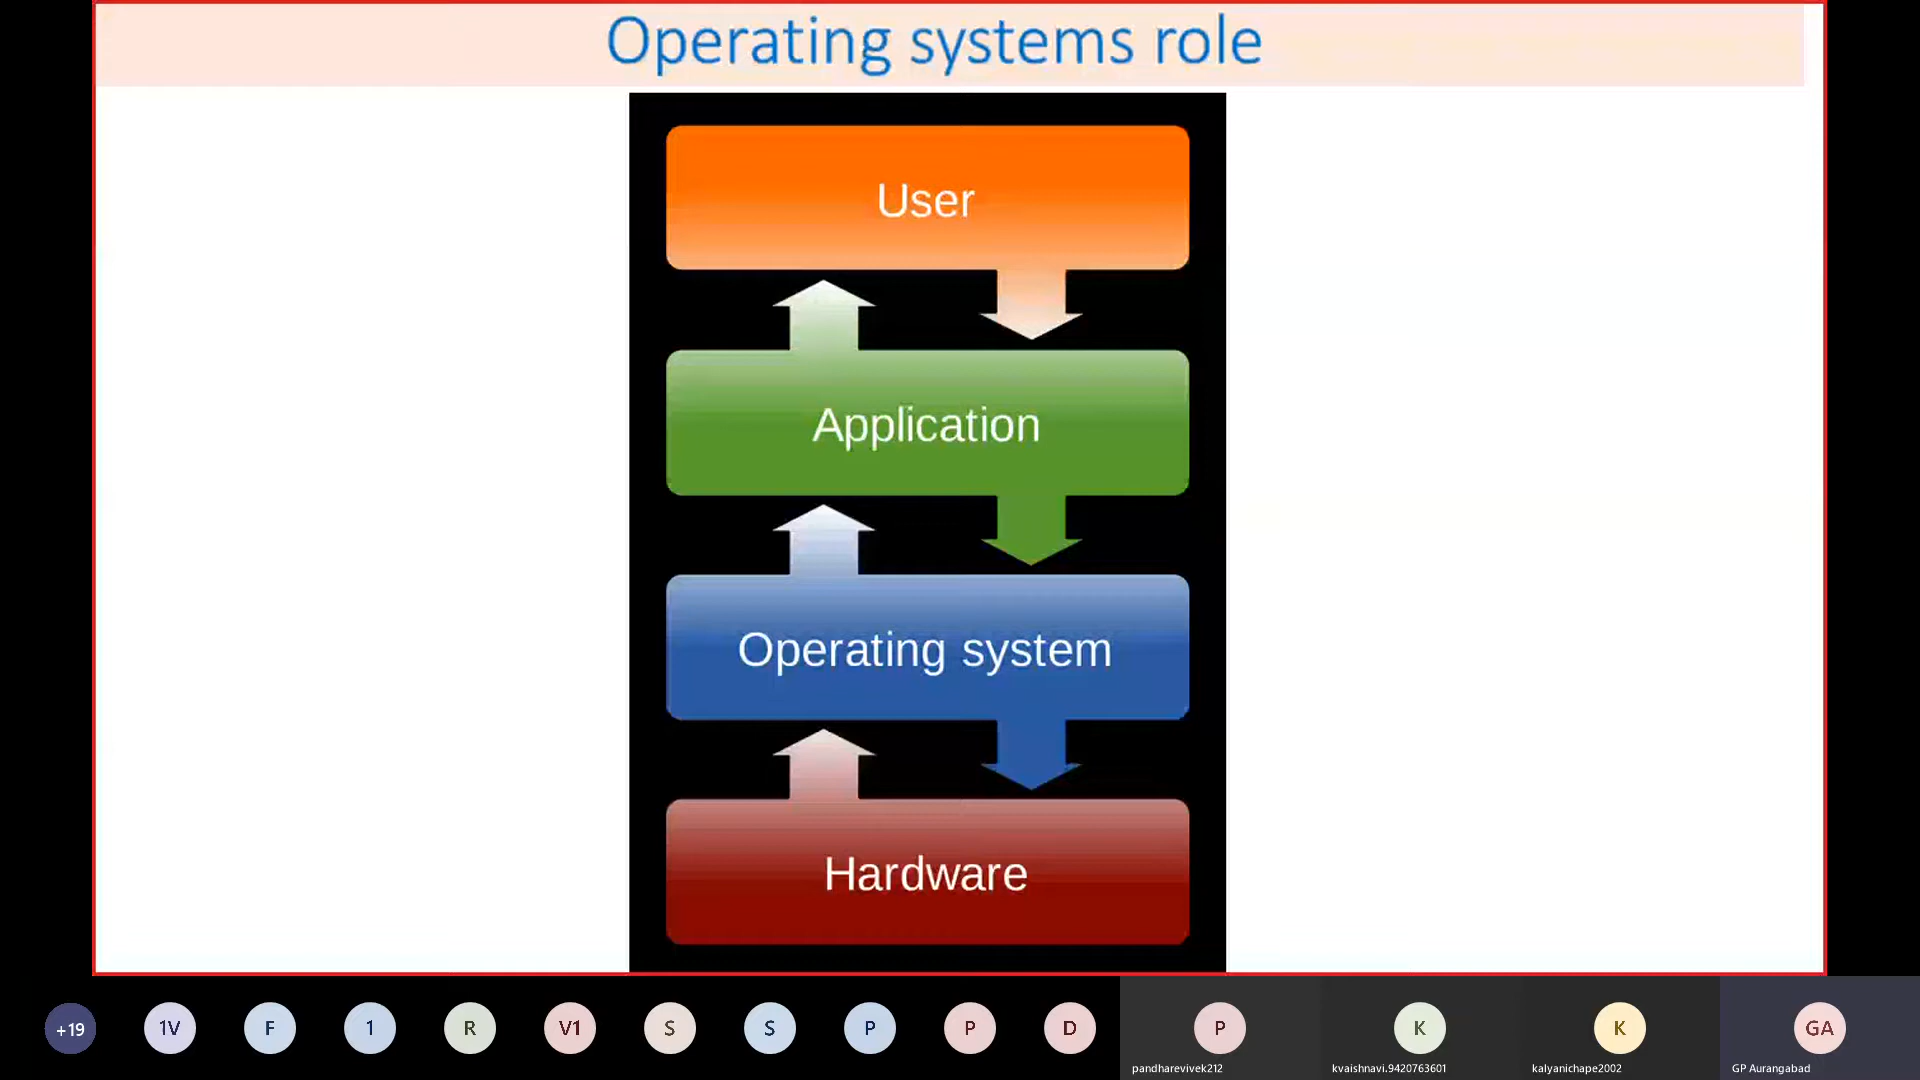 Operating systems role
User
Application
Operating system
Hardware
+19
1V
F
1
R
V1
S
S
P
P
D
P
K
K
GA
pandharevivek212
kvaishnavi.9420763601
kalyanichape2002
GP Aurangabad